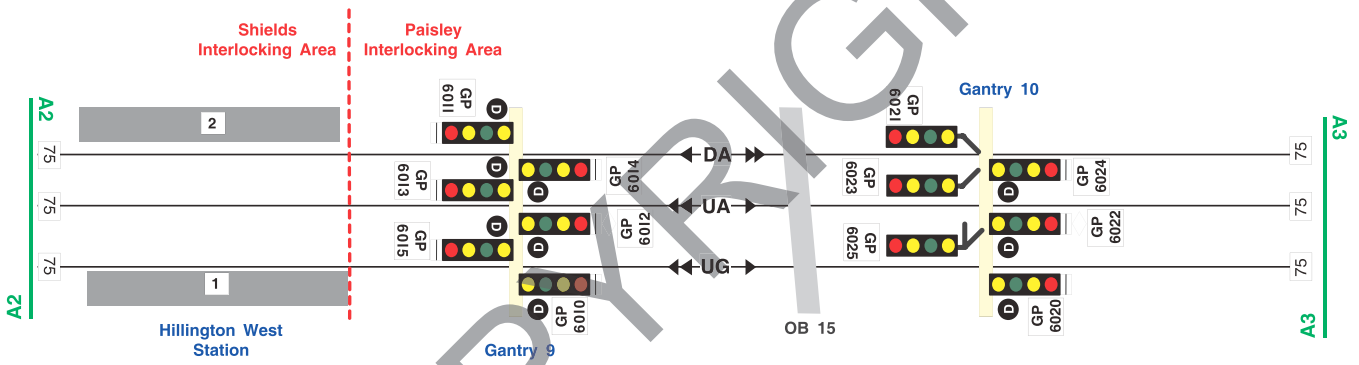 Shields
Interlocking Area
Paisley
Interlocking Area
Gantry 10
A2
A3
2
GP
6011
D
GP
6021
75
DA
75
GP
6013
D
D
GP
6014
GP
6023
D
GP
6024
75
UA
75
GP
6015
D
D
GP
6012
GP
6025
D
GP
6022
75
UG
75
1
D
GP
6010
D
GP
6020
A2
A3
Hillington West
Station
Gantry 9
OB 15
PYRIG